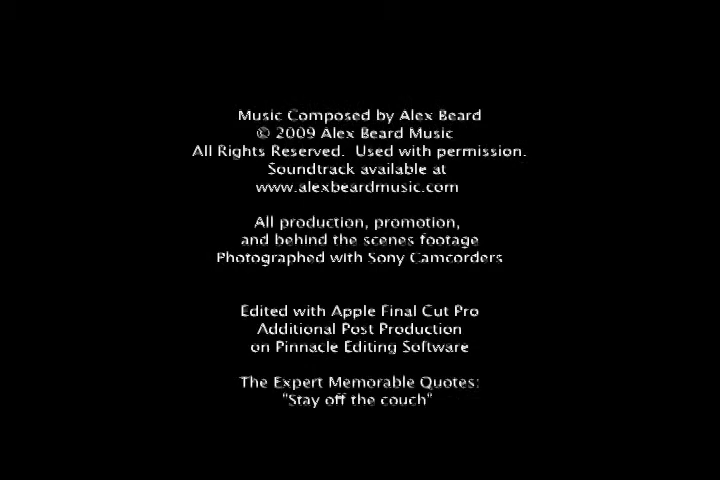 Music Composed by Alex Beard
© 2009 Alex Beard Music
All Rights Reserved. Used with permission.
Soundtrack available at
www.alexbeardmusic.com
All production, promotion,
and behind the scenes footage
Photographed with Sony Camcorders
Edited with Apple Final Cut Pro
Additional Post Production
on Pinnacle Editing Software
The Expert Memorable Quotes:
"Stay off the couch"